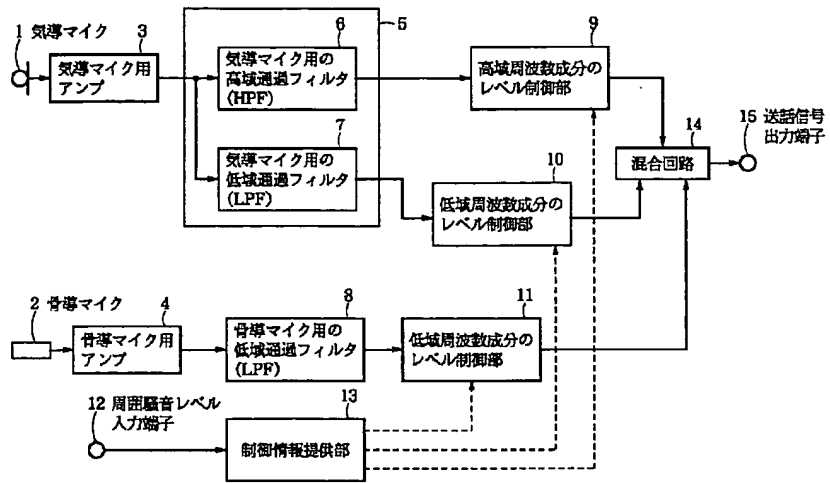 1 気導マイク
3
気導マイク用
アンプ
5
6
気導マイク用の
高域通過フィルタ
(HPF)
7
気導マイク用の
低域通過フィルタ
(LPF)
9
高域周波数成分の
レベル制御部
10
低域周波数成分の
レベル制御部
14
混合回路
15 送話信号
出力端子
2 骨導マイク
4
骨導マイク用
アンプ
8
骨導マイク用の
低域通過フィルタ
(LPF)
11
低域周波数成分の
レベル制御部
12 周囲騒音レベル
入力端子
13
制御情報提供部